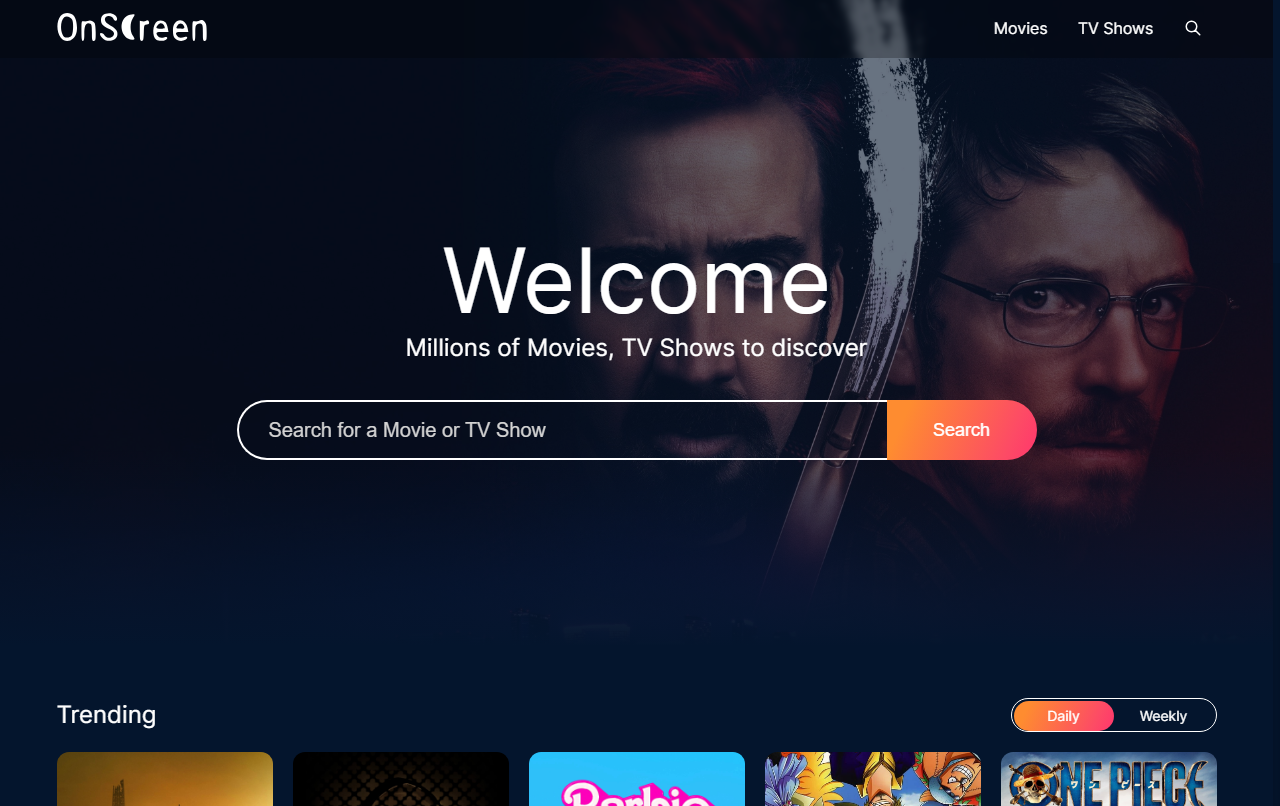 OnScreen
Movies
TV Shows
Welcome
Millions of Movies, TV Shows to discover
Search for a Movie or TV Show
Search
Trending
Daily
Weekly
Barbie
ONE PIECE